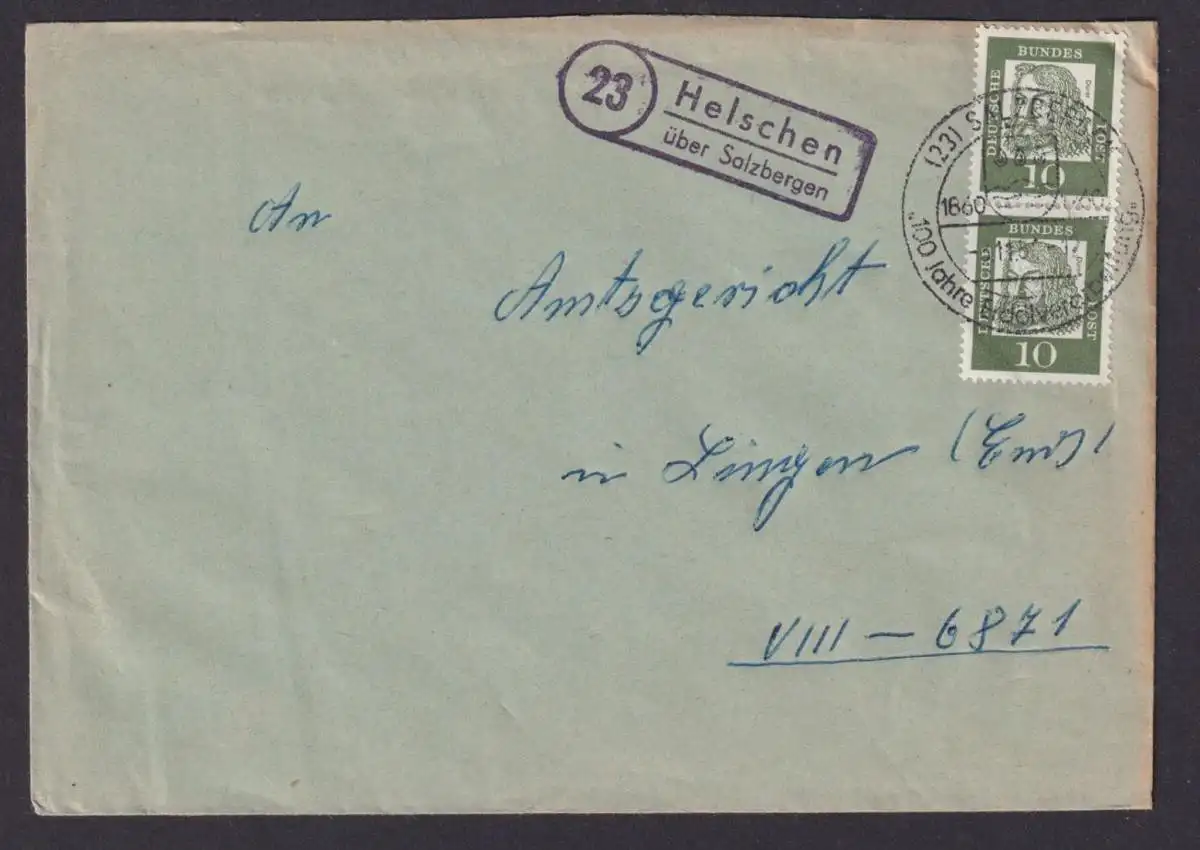 23
Helschen
über Salzbergen
DEUTSCHE BUNDES POST
10
DEUTSCHE BUNDES POST
10
(23)
1860
"100 Jahre
An
Amtsgericht
in Lingen (Ems)
VIII - 6871